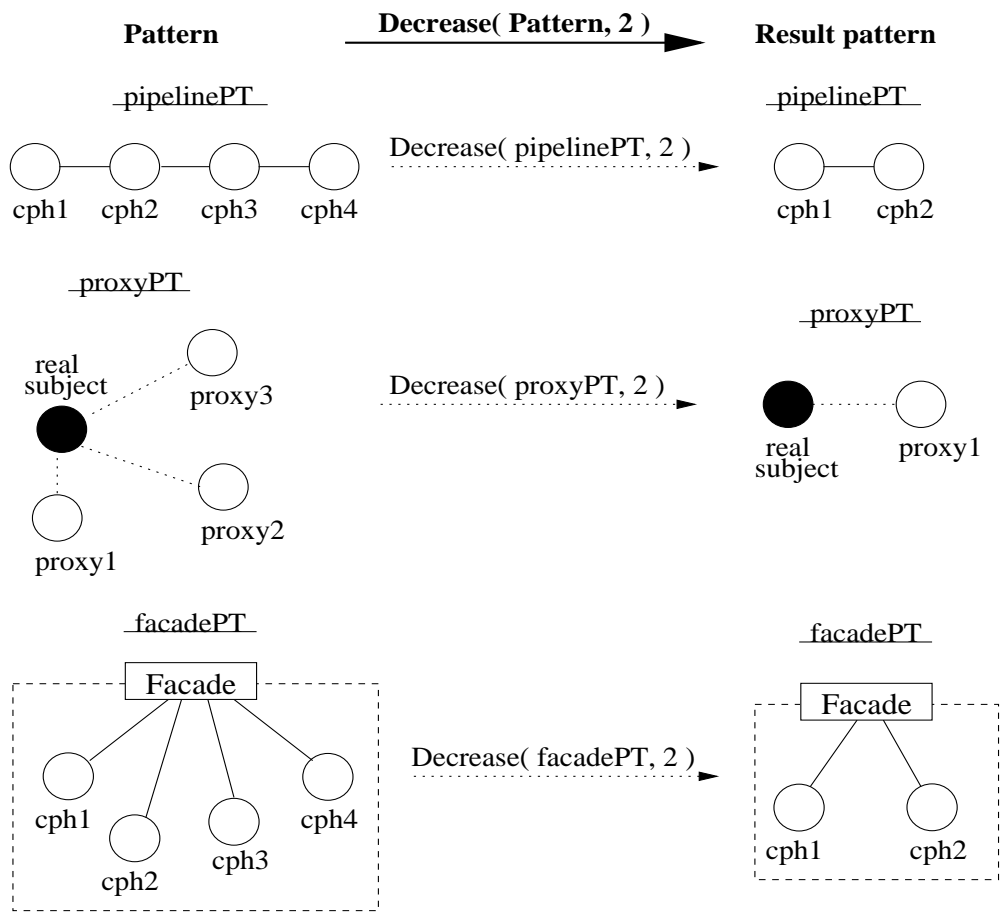 Pattern
Decrease( Pattern, 2 )
Result pattern
pipelinePT
pipelinePT
Decrease( pipelinePT, 2 )
cph1 cph2 cph3 cph4
cph1 cph2
proxyPT
proxyPT
real
subject
proxy3
Decrease( proxyPT, 2 )
real
subject
proxy1
proxy2
proxy1
facadePT
facadePT
Facade
Facade
Decrease( facadePT, 2 )
cph1
cph2
cph3
cph4
cph1
cph2